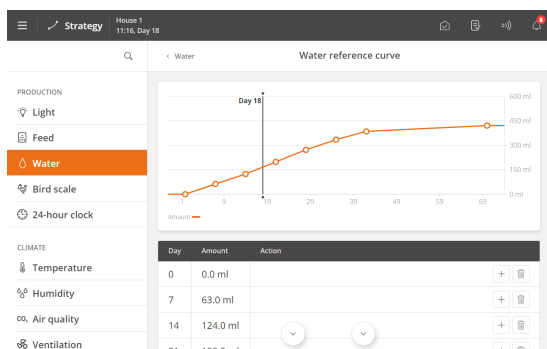 Strategy
House 1
11:16, Day 18
8
PRODUCTION
Light
Feed
Water
Bird scale
24-hour clock
CLIMATE
Temperature
Humidity
CO₂ Air quality
Ventilation
‹ Water
Water reference curve
Day 18
600 ml
450 ml
300 ml
150 ml
0 ml
-1 9 19 29 39 49 59 69
Amount
Day Amount Action
0 0.0 ml
7 63.0 ml
14 124.0 ml